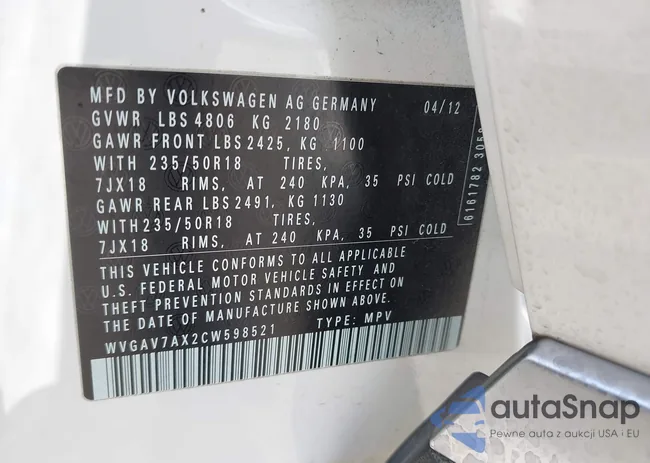 MFD BY VOLKSWAGEN AG GERMANY 04/12
GVWR LBS 4806 KG 2180
GAWR FRONT LBS 2425, KG 1100
WITH 235/50R18 TIRES,
7JX18 RIMS, AT 240 KPA, 35 PSI COLD
GAWR REAR LBS 2491, KG 1130
WITH 235/50R18 TIRES,
7JX18 RIMS, AT 240 KPA, 35 PSI COLD
THIS VEHICLE CONFORMS TO ALL APPLICABLE
U.S. FEDERAL MOTOR VEHICLE SAFETY AND
THEFT PREVENTION STANDARDS IN EFFECT ON
THE DATE OF MANUFACTURE SHOWN ABOVE.
WVGAV7AX2CW598521 TYPE: MPV
6161782
autaSnap
Pewne auta z aukcji USA i EU